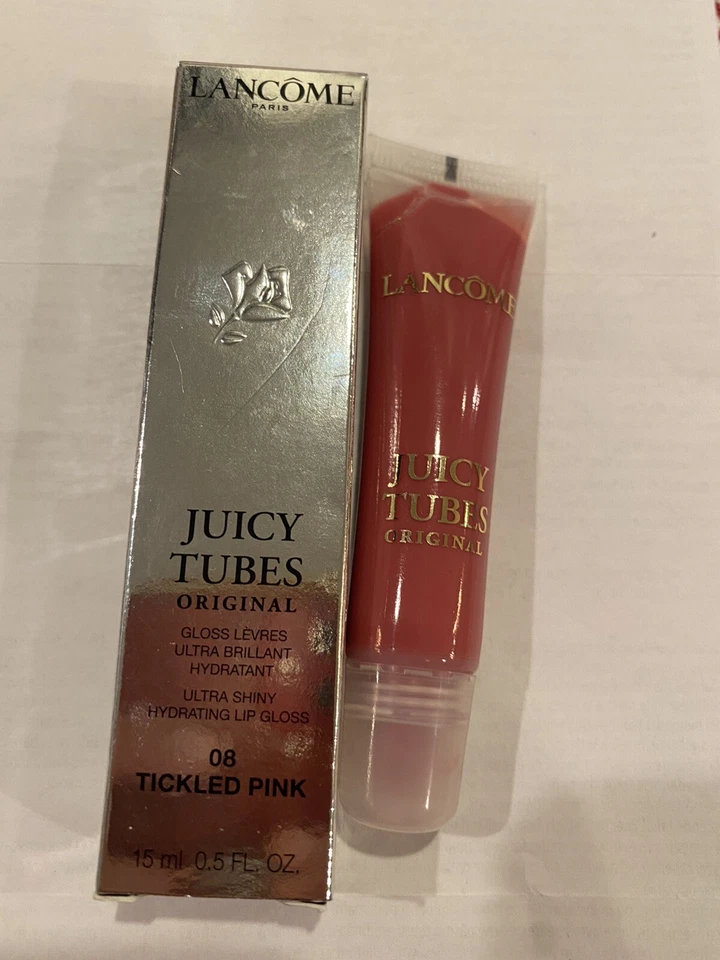 LANCÔME
PARIS
JUICY
TUBES
ORIGINAL
GLOSS LÈVRES
ULTRA BRILLANT
HYDRATANT
ULTRA SHINY
HYDRATING LIP GLOSS
08
TICKLED PINK
15 ml 0.5 FL. OZ.
LANCÔME
JUICY
TUBES
ORIGINAL